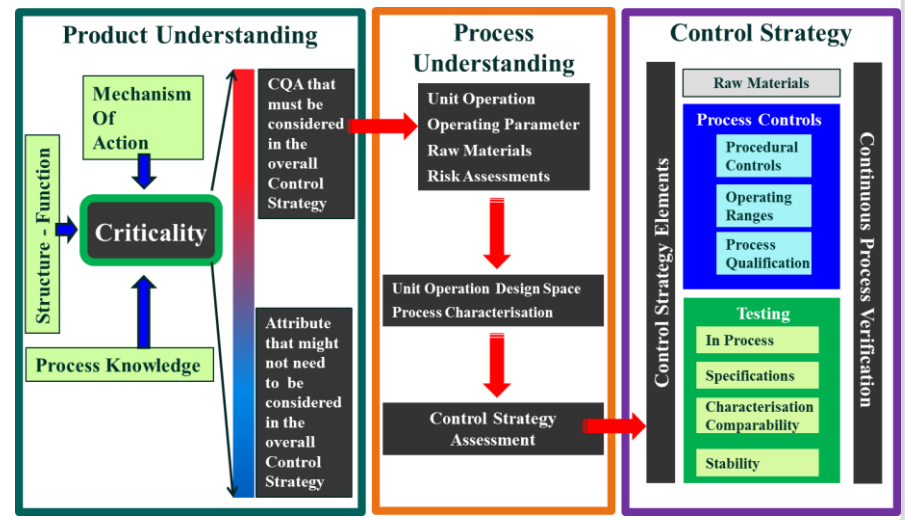 Product Understanding
Mechanism
Of
Action
Structure - Function
Criticality
Process Knowledge
CQA that
must be
considered
in the
overall
Control
Strategy
Attribute
that might
not need
to be
considered
in the
overall
Control
Strategy
Process
Understanding
Unit Operation
Operating Parameter
Raw Materials
Risk Assessments
Unit Operation Design Space
Process Characterisation
Control Strategy
Assessment
Control Strategy
Control Strategy Elements
Raw Materials
Process Controls
Procedural
Controls
Operating
Ranges
Process
Qualification
Testing
In Process
Specifications
Characterisation
Comparability
Stability
Continuous Process Verification